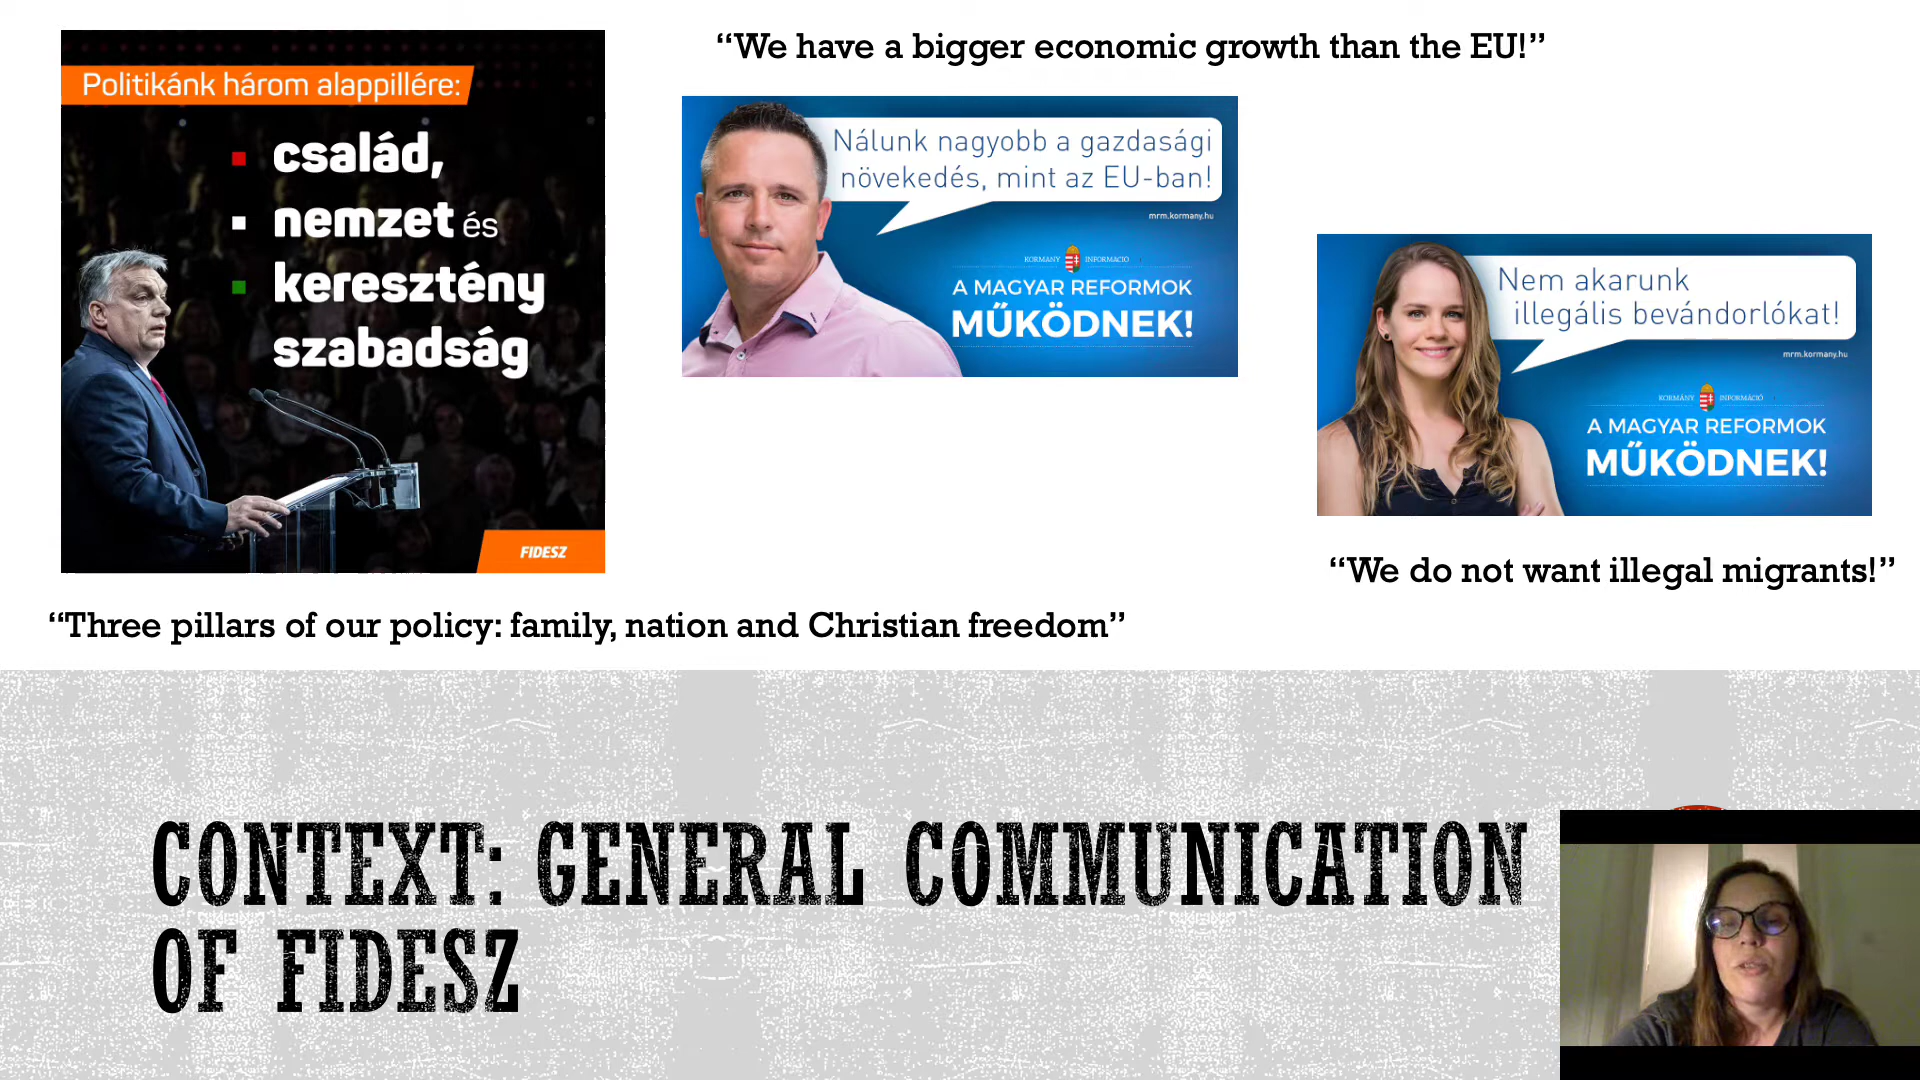 “We have a bigger economic growth than the EU!”
Politikánk három alappillére:
család,
nemzet és
keresztény
szabadság
FIDESZ
“Three pillars of our policy: family, nation and Christian freedom”
Nálunk nagyobb a gazdasági
növekedés, mint az EU-ban!
mrm.kormany.hu
KORMÁNY INFORMÁCIÓ
A MAGYAR REFORMOK
MŰKÖDNEK!
Nem akarunk
illegális bevándorlókat!
mrm.kormany.hu
KORMÁNY INFORMÁCIÓ
A MAGYAR REFORMOK
MŰKÖDNEK!
“We do not want illegal migrants!”
CONTEXT: GENERAL COMMUNICATION
OF FIDESZ